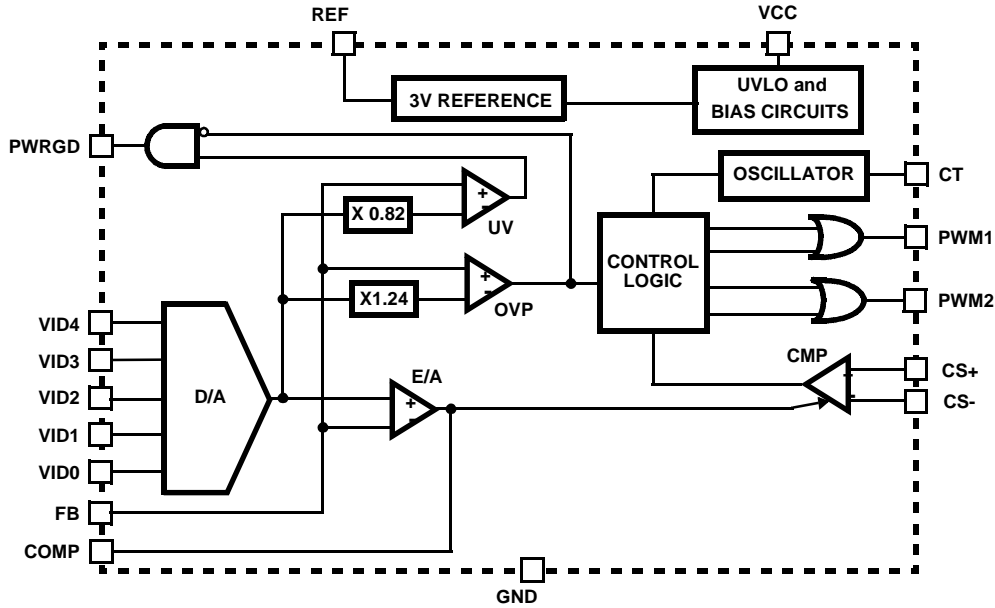 REF
VCC
3V REFERENCE
UVLO and
BIAS CIRCUITS
PWRGD
OSCILLATOR
CT
X 0.82
+
-
UV
CONTROL
LOGIC
PWM1
X1.24
+
-
OVP
PWM2
VID4
VID3
VID2
VID1
VID0
D/A
E/A
+
-
CMP
+
-
CS+
CS-
FB
COMP
GND